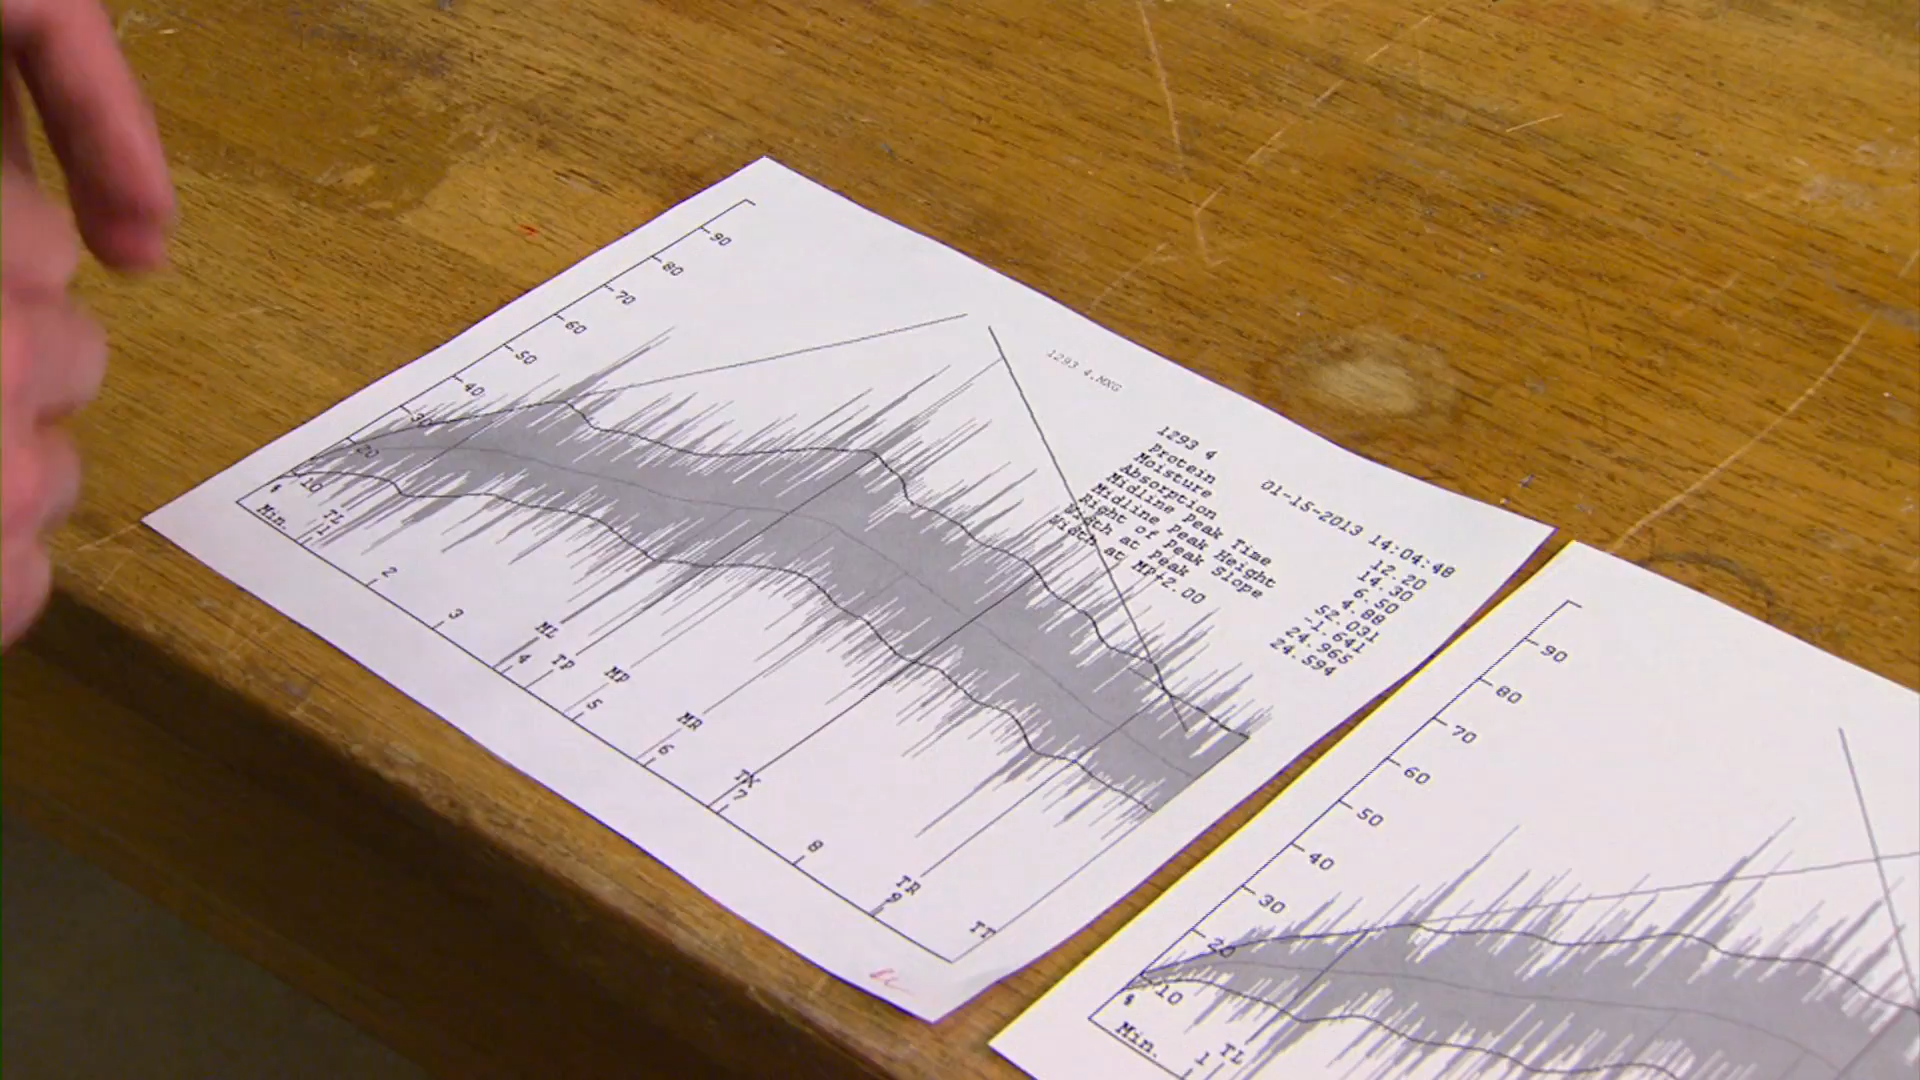 90
80
70
60
50
40
30
20
10
%
Min.
1
2
3
4
5
6
7
8
9
TL
ML
TP
MP
MR
TX
TR
TT
1293 4.MXG
1293 4 01-15-2013 14:04:48
Protein 12.20
Moisture 14.30
Absorption 6.50
Midline Peak Time 4.88
Midline Peak Height 52.031
Right of Peak Slope -1.641
Width at Peak 24.965
Width at MP+2.00 24.594
90
80
70
60
50
40
30
20
10
%
Min.
1
TL